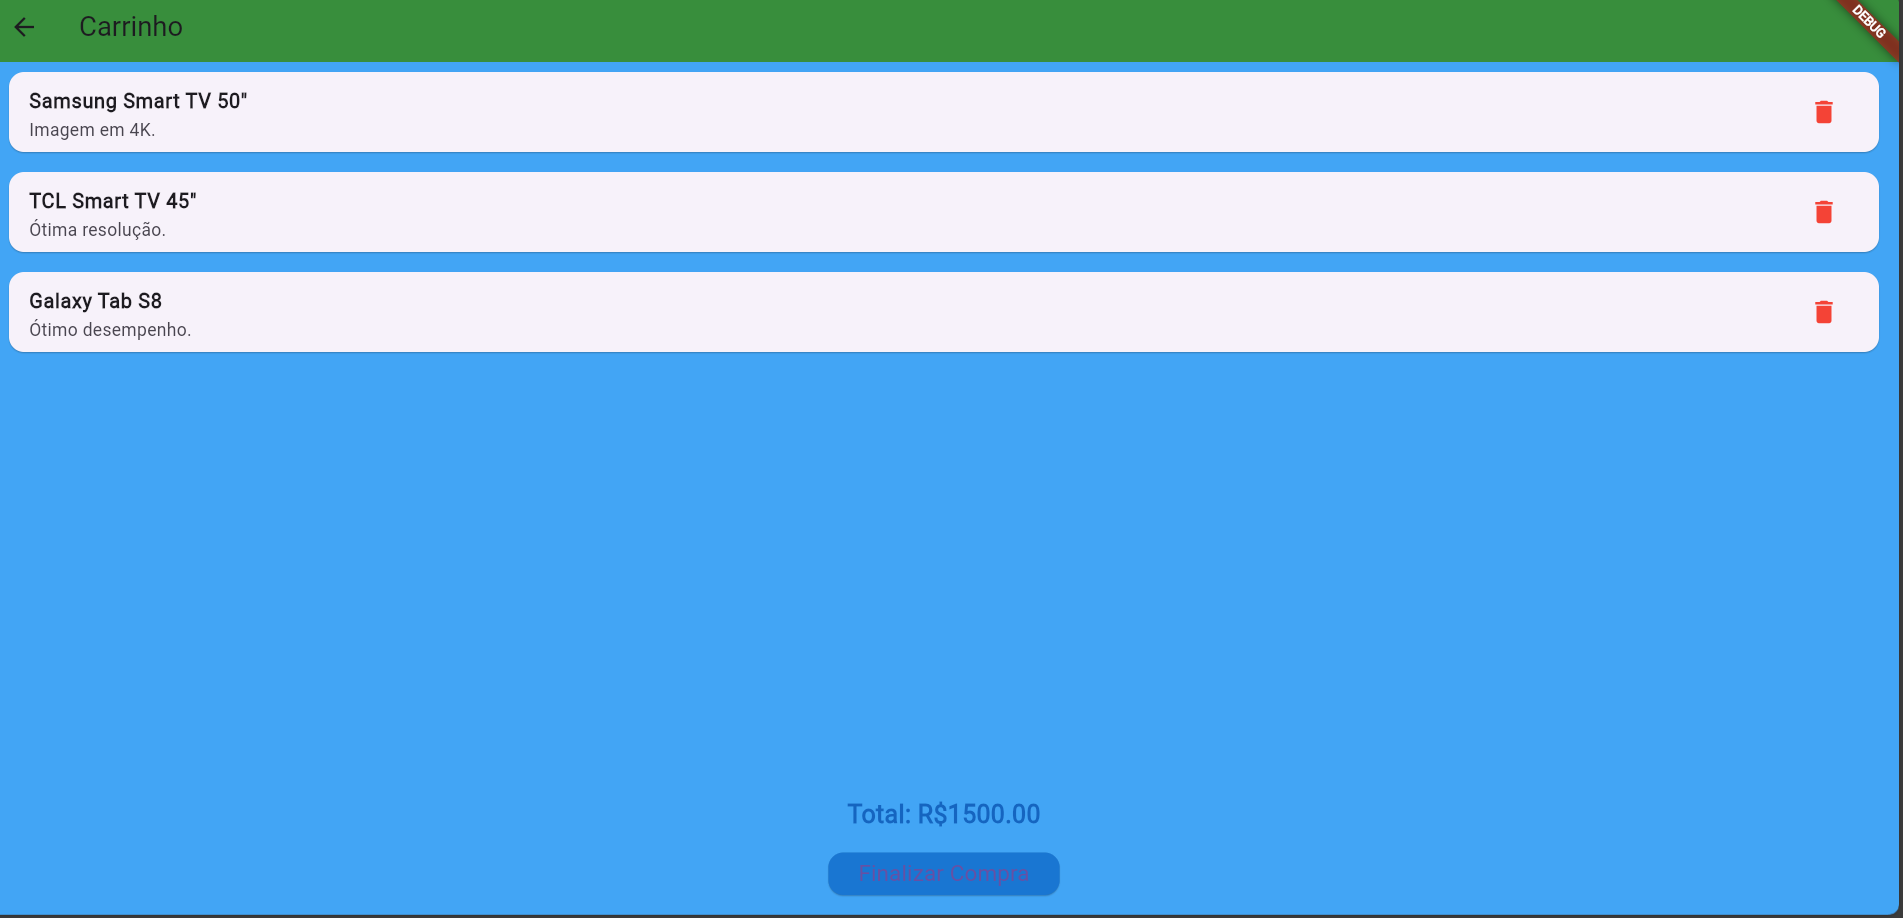 Carrinho
DEBUG
Samsung Smart TV 50"
Imagem em 4K.
TCL Smart TV 45"
Ótima resolução.
Galaxy Tab S8
Ótimo desempenho.
Total: R$1500.00
Finalizar Compra